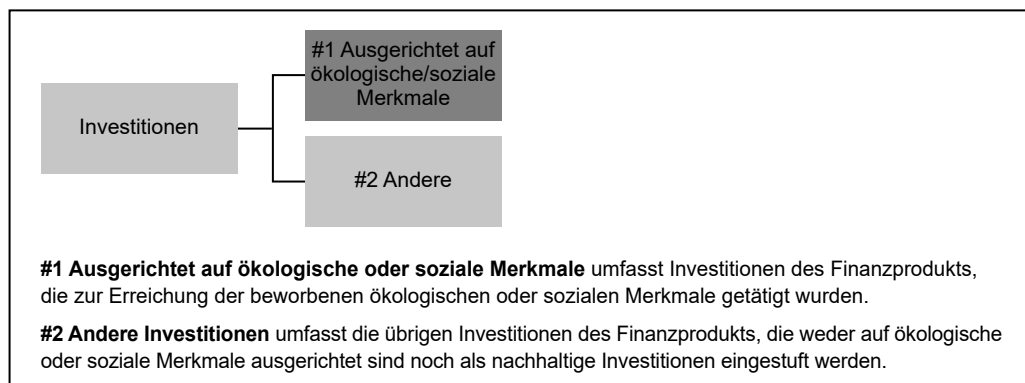 #1 Ausgerichtet auf
ökologische/soziale
Merkmale
Investitionen
#2 Andere
#1 Ausgerichtet auf ökologische oder soziale Merkmale umfasst Investitionen des Finanzprodukts,
die zur Erreichung der beworbenen ökologischen oder sozialen Merkmale getätigt wurden.
#2 Andere Investitionen umfasst die übrigen Investitionen des Finanzprodukts, die weder auf ökologische
oder soziale Merkmale ausgerichtet sind noch als nachhaltige Investitionen eingestuft werden.